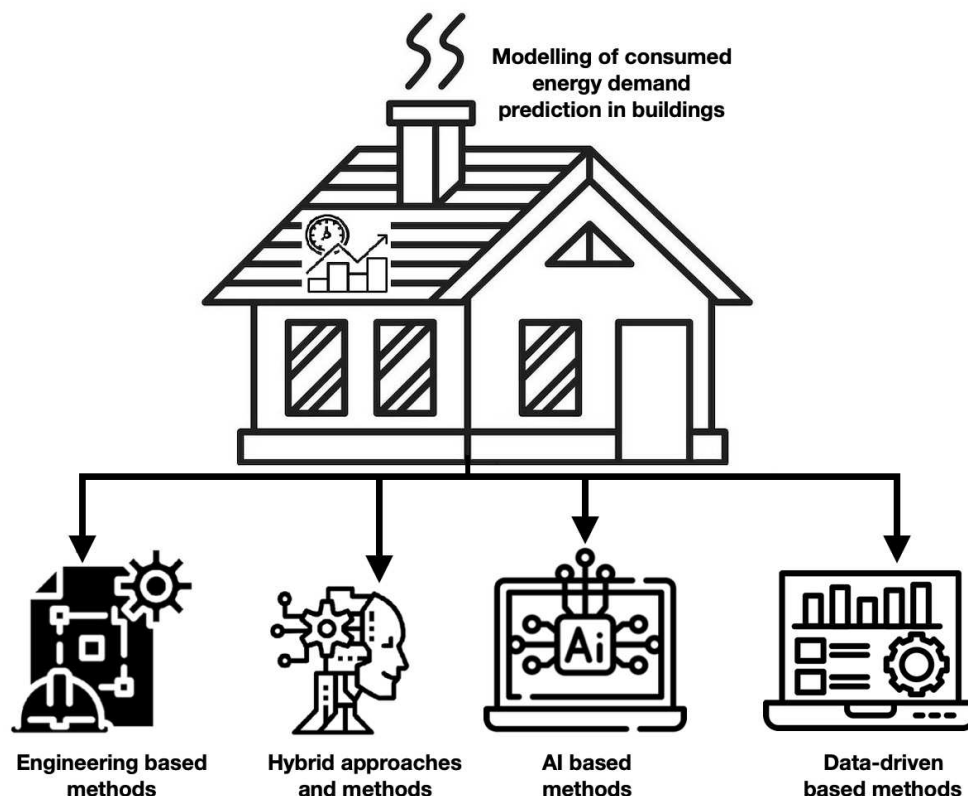 Modelling of consumed
energy demand
prediction in buildings
Ai
Engineering based
methods
Hybrid approaches
and methods
AI based
methods
Data-driven
based methods